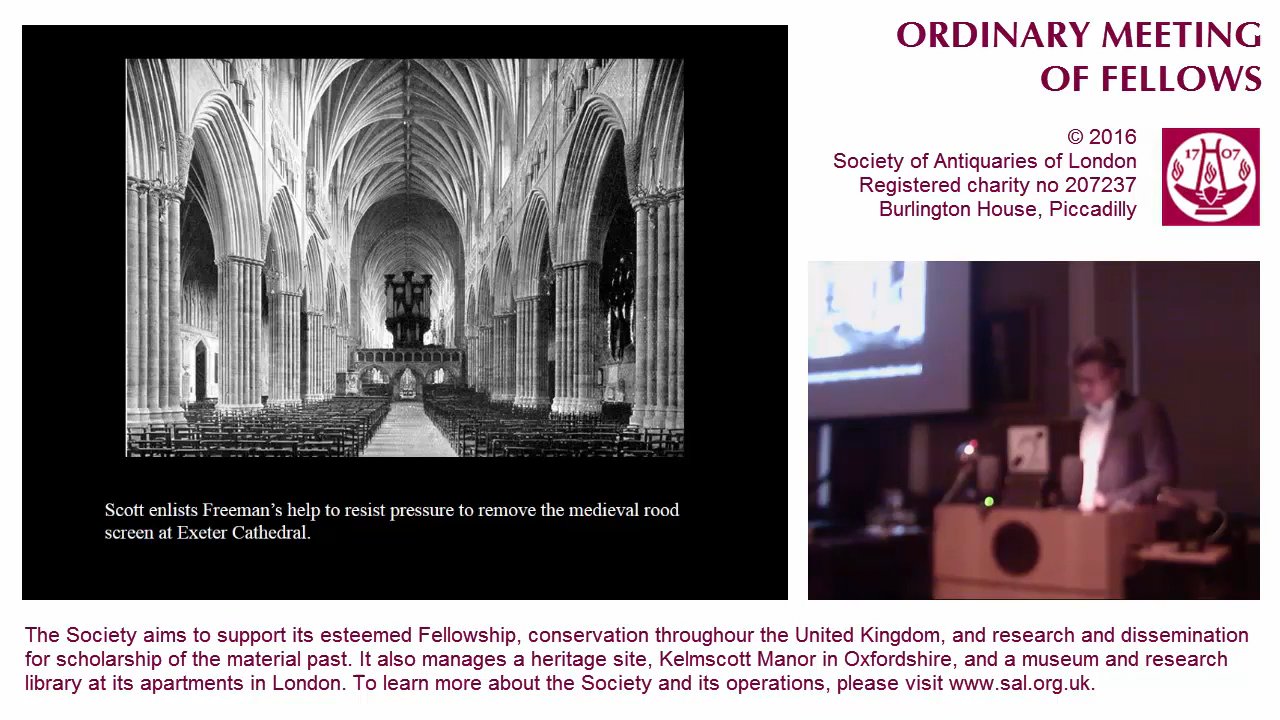 ORDINARY MEETING
OF FELLOWS
© 2016
Society of Antiquaries of London
Registered charity no 207237
Burlington House, Piccadilly
17 07
Scott enlists Freeman's help to resist pressure to remove the medieval rood
screen at Exeter Cathedral.
The Society aims to support its esteemed Fellowship, conservation throughour the United Kingdom, and research and dissemination
for scholarship of the material past. It also manages a heritage site, Kelmscott Manor in Oxfordshire, and a museum and research
library at its apartments in London. To learn more about the Society and its operations, please visit www.sal.org.uk.